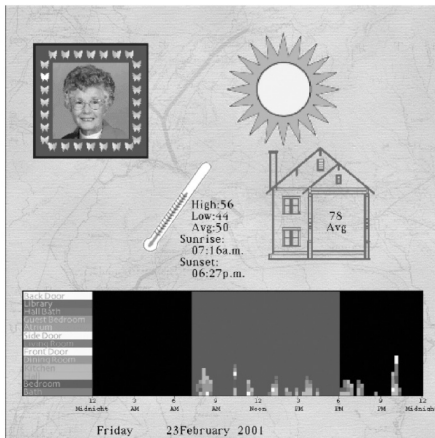 High:56
Low:44
Avg:50
Sunrise:
07:16a.m.
Sunset:
06:27p.m.
78
Avg
Back Door
Library
Hall Bath
Guest Bedroom
Atrium
Side Door
Living Room
Front Door
Dining Room
Kitchen
Bedroom
Bath
12 3 6 9 12 3 6 9 12
Midnight AM AM AM Noon PM PM PM
Friday 23February 2001